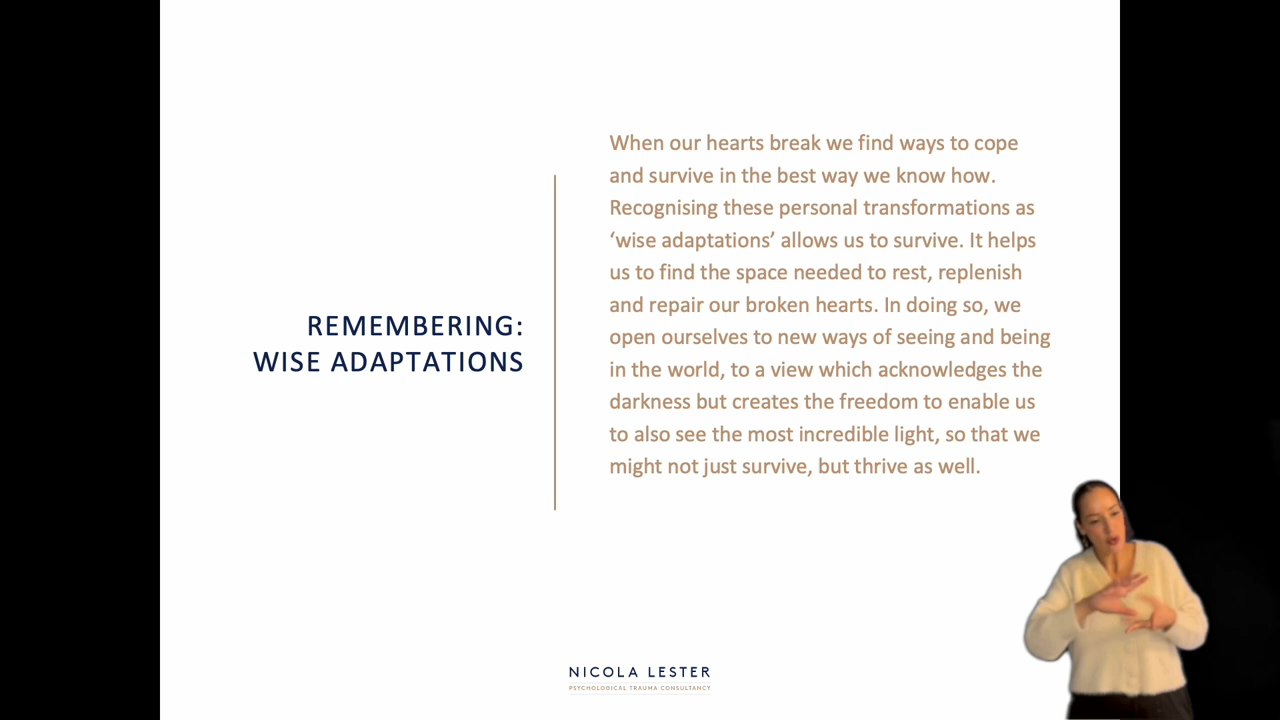 REMEMBERING:
WISE ADAPTATIONS
When our hearts break we find ways to cope
and survive in the best way we know how.
Recognising these personal transformations as
‘wise adaptations’ allows us to survive. It helps
us to find the space needed to rest, replenish
and repair our broken hearts. In doing so, we
open ourselves to new ways of seeing and being
in the world, to a view which acknowledges the
darkness but creates the freedom to enable us
to also see the most incredible light, so that we
might not just survive, but thrive as well.
NICOLA LESTER
PSYCHOLOGICAL TRAUMA CONSULTANCY